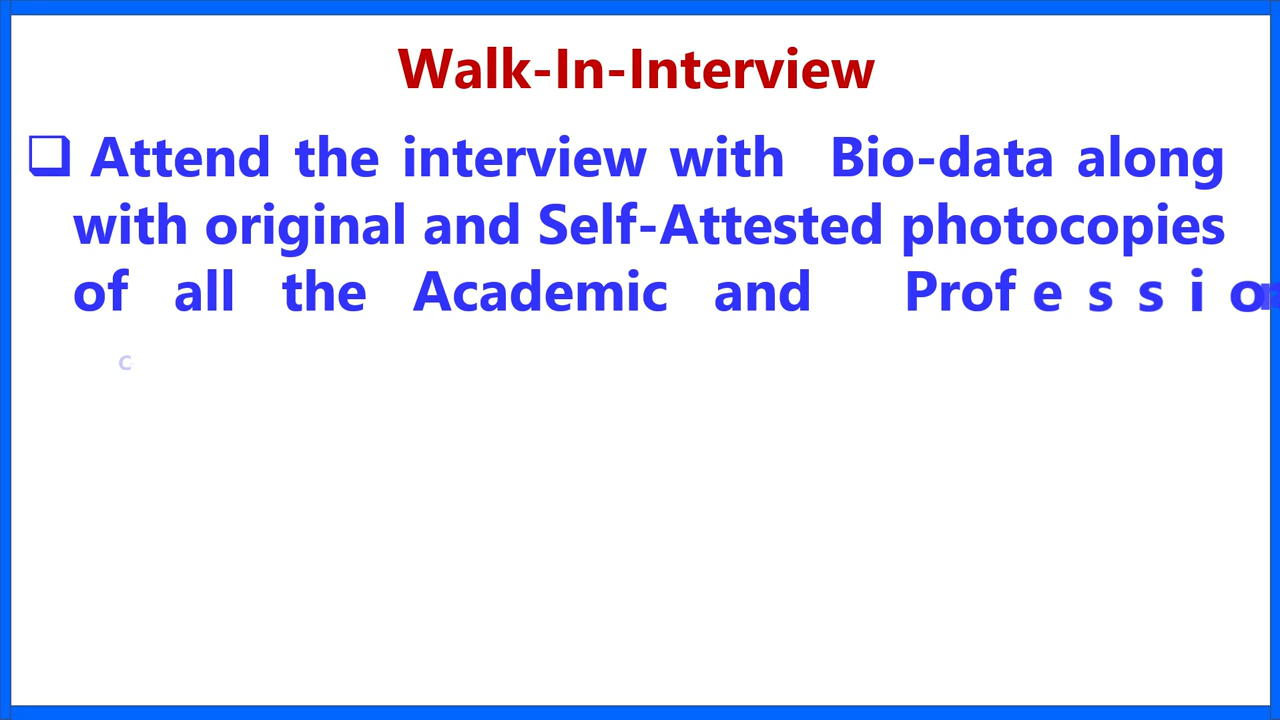 Walk-In-Interview
❑ Attend the interview with Bio-data along
with original and Self-Attested photocopies
of all the Academic and Professio
c